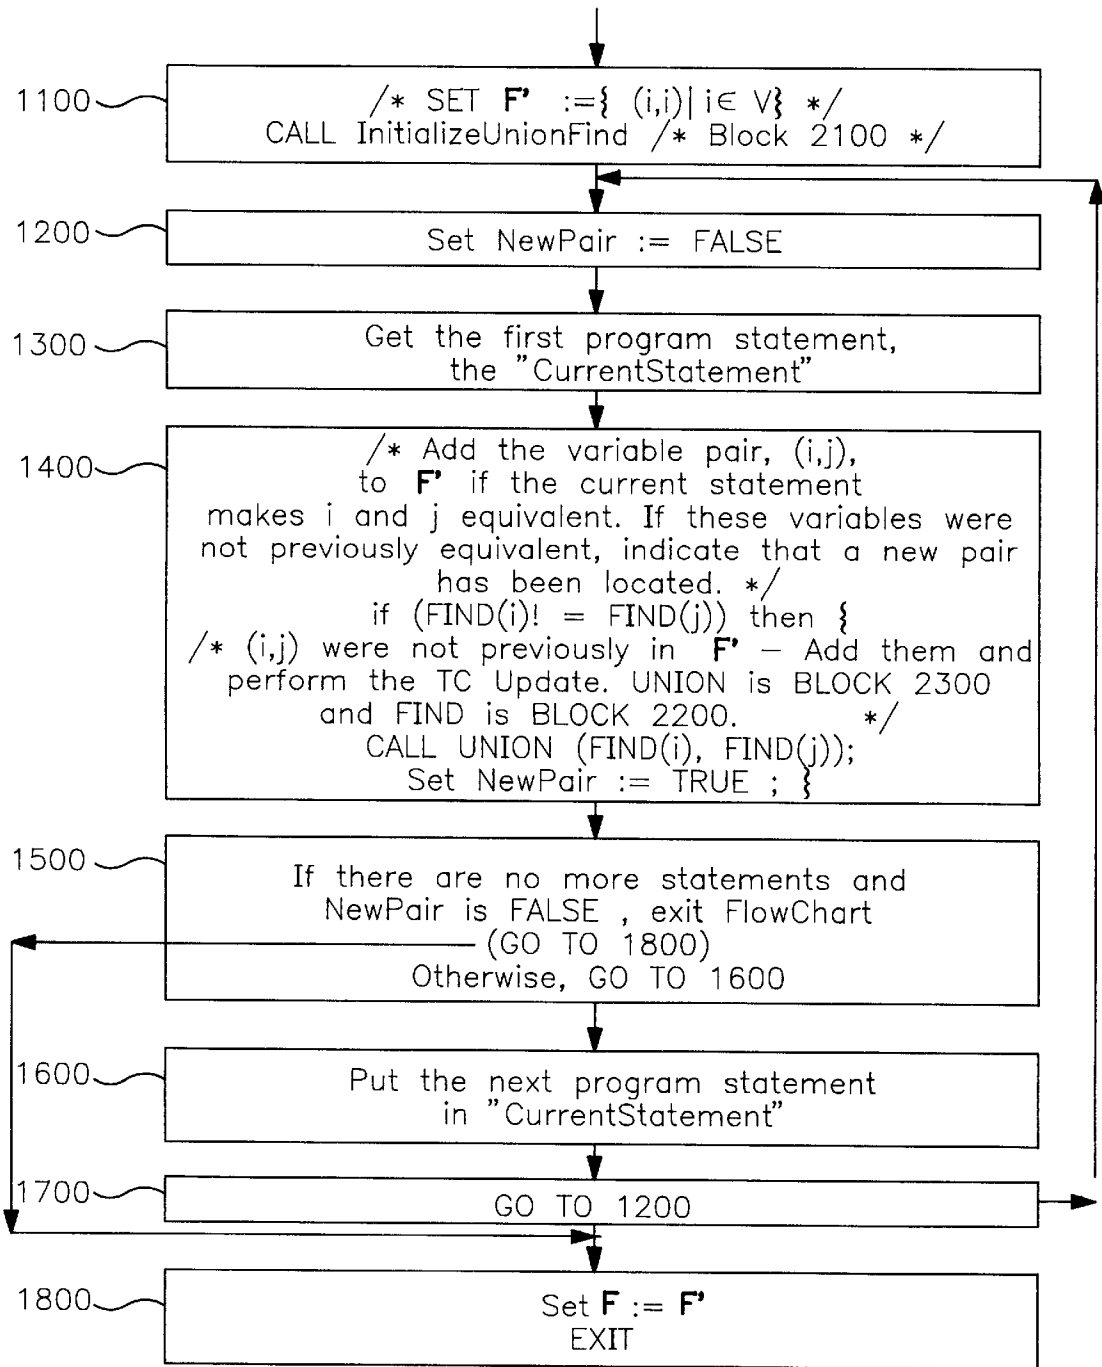 1100
/* SET F' :={ (i,i)| i∈ V} */
CALL InitializeUnionFind /* Block 2100 */
1200
Set NewPair := FALSE
1300
Get the first program statement,
the "CurrentStatement"
1400
/* Add the variable pair, (i,j),
to F' if the current statement
makes i and j equivalent. If these variables were
not previously equivalent, indicate that a new pair
has been located. */
if (FIND(i)! = FIND(j)) then {
/* (i,j) were not previously in F' – Add them and
perform the TC Update. UNION is BLOCK 2300
and FIND is BLOCK 2200. */
CALL UNION (FIND(i), FIND(j));
Set NewPair := TRUE ; {
1500
If there are no more statements and
NewPair is FALSE , exit FlowChart
(GO TO 1800)
Otherwise, GO TO 1600
1600
Put the next program statement
in "CurrentStatement"
1700
GO TO 1200
1800
Set F := F'
EXIT